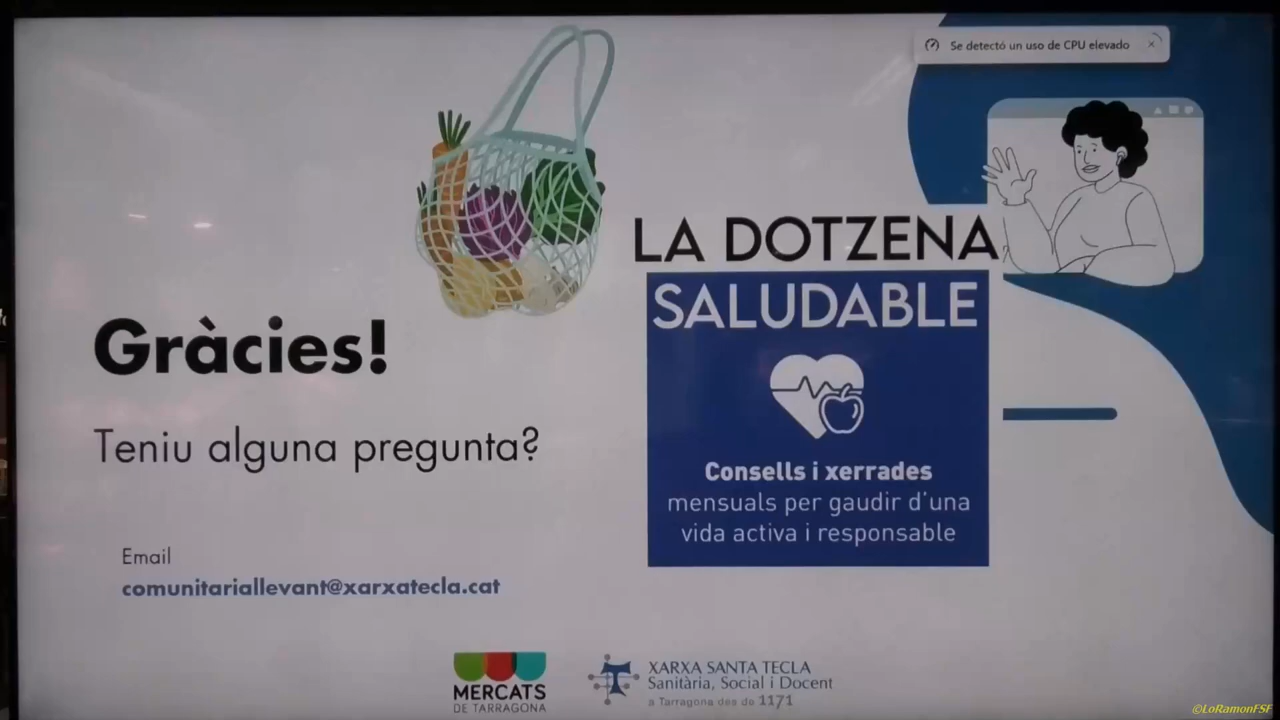 Se detectó un uso de CPU elevado
LA DOTZENA
SALUDABLE
Gràcies!
Teniu alguna pregunta?
Consells i xerrades
mensuals per gaudir d'una
vida activa i responsable
Email
comunitariallevant@xarxatecla.cat
MERCATS
DE TARRAGONA
XARXA SANTA TECLA
Sanitària, Social i Docent
a Tarragona des de 1171
©LoRamonFSF